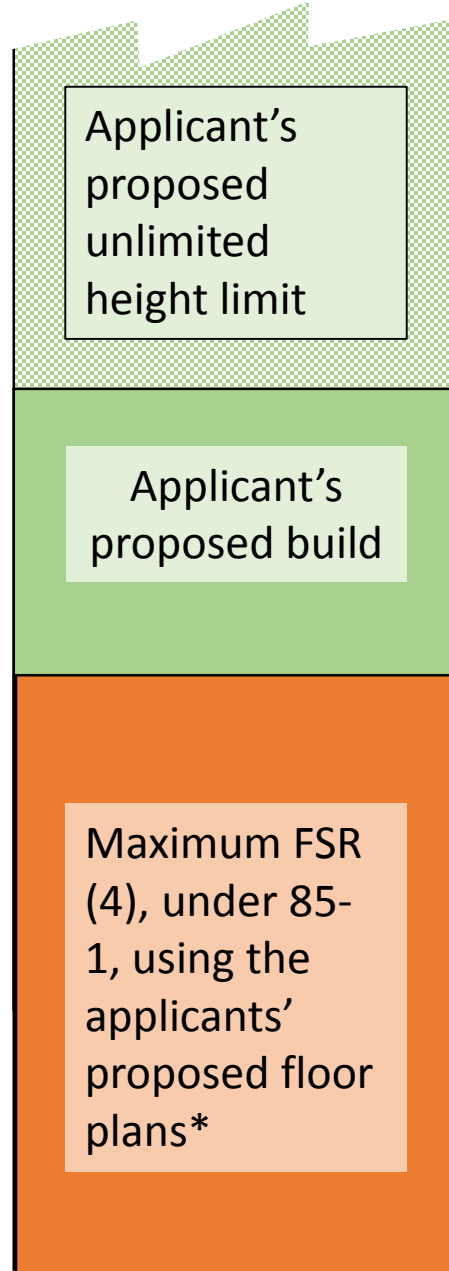 Applicant’s
proposed
unlimited
height limit
Applicant’s
proposed build
Maximum FSR
(4), under 85-
1, using the
applicants’
proposed floor
plans*